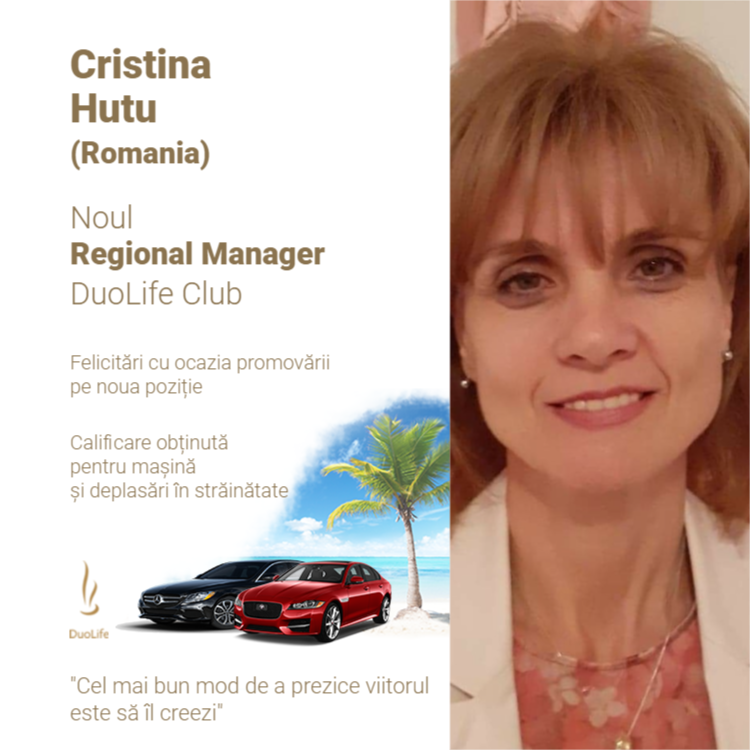 Cristina
Hutu
(Romania)
Noul
Regional Manager
DuoLife Club
Felicitări cu ocazia promovării
pe noua poziție
Calificare obținută
pentru mașină
și deplasări în străinătate
DuoLife
"Cel mai bun mod de a prezice viitorul
este să îl creezi"